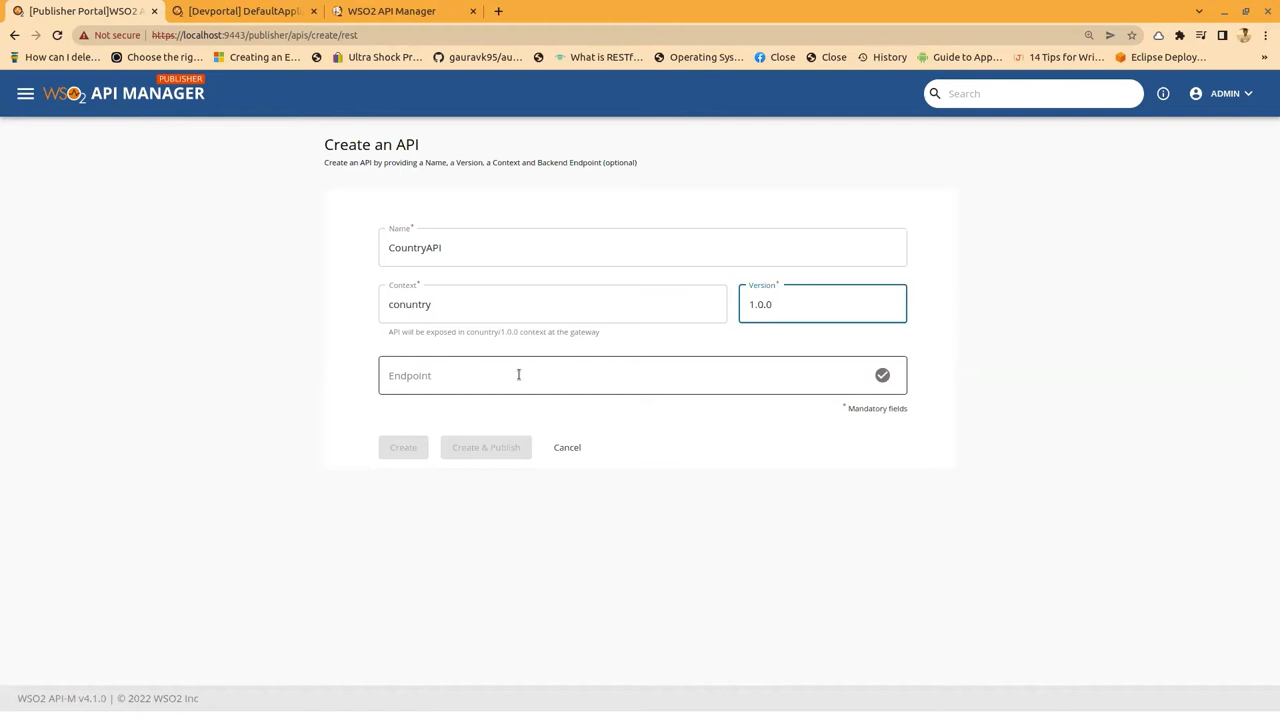 [Publisher Portal]WSO2 A
[Devportal] DefaultAppl
WSO2 API Manager
Not secure
https://localhost:9443/publisher/apis/create/rest
How can I dele...
Choose the rig...
Creating an E...
Ultra Shock Pr...
gauravk95/au...
What is RESTf...
Operating Sys...
Close
Close
History
Guide to App...
14 Tips for Wri...
Eclipse Deploy...
»
PUBLISHER
WSO2 API MANAGER
Search
ADMIN
Create an API
Create an API by providing a Name, a Version, a Context and Backend Endpoint (optional)
Name*
CountryAPI
Context*
conuntry
Version*
1.0.0
API will be exposed in conuntry/1.0.0 context at the gateway
Endpoint
* Mandatory fields
Create
Create & Publish
Cancel
WSO2 API-M v4.1.0 | © 2022 WSO2 Inc